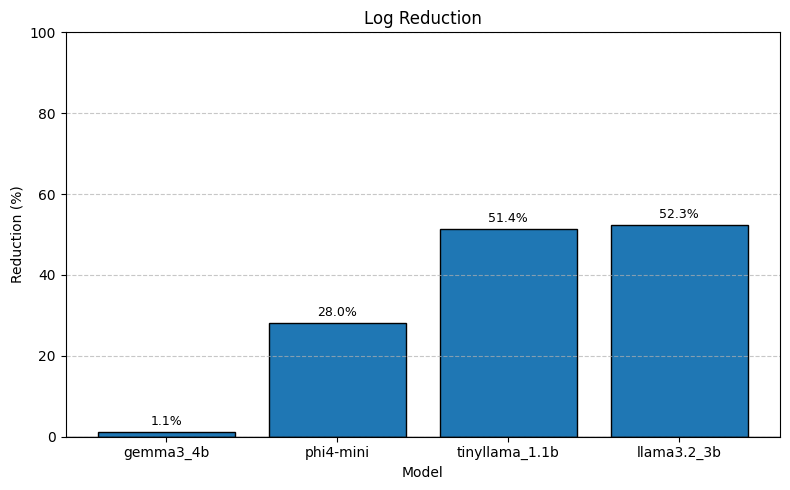 Log Reduction
Reduction (%)
100
80
60
40
20
0
1.1%
28.0%
51.4%
52.3%
gemma3_4b
phi4-mini
tinyllama_1.1b
llama3.2_3b
Model